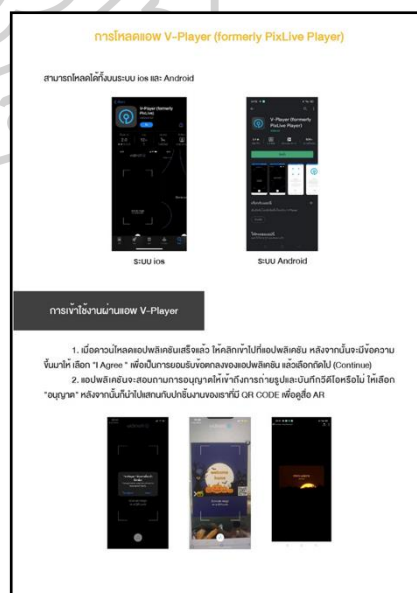 การโหลดแอพ V-Player (formerly PixLive Player)
สามารถโหลดได้ทั้งบนระบบ ios และ Android
V-Player (formerly
PixLive Player)
V-Player (formerly
PixLive Player)
ระบบ ios
ระบบ Android
การเข้าใช้งานผ่านแอพ V-Player
1. เมื่อดาวน์โหลดแอปพลิเคชันเสร็จแล้ว ให้คลิกเข้าไปที่แอปพลิเคชัน หลังจากนั้นจะมีข้อความ
ขึ้นมาให้ เลือก "I Agree " เพื่อเป็นการยอมรับข้อตกลงของแอปพลิเคชัน แล้วเลือกถัดไป (Continue)
2. แอปพลิเคชันจะสอบถามการอนุญาตให้เข้าถึงการถ่ายรูปและบันทึกวิดีโอหรือไม่ ให้เลือก
"อนุญาต" หลังจากนั้นก็นำไปสแกนกับปกชิ้นงานของเราที่มี QR CODE เพื่อดูสื่อ AR